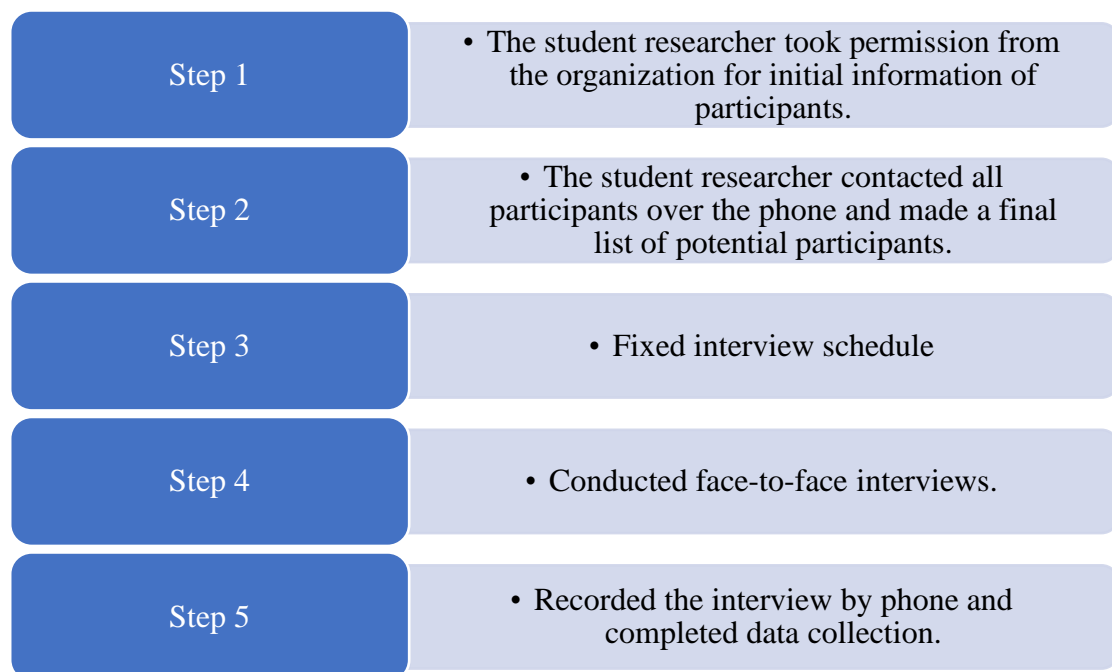 Step 1
• The student researcher took permission from
the organization for initial information of
participants.
Step 2
• The student researcher contacted all
participants over the phone and made a final
list of potential participants.
Step 3
• Fixed interview schedule
Step 4
• Conducted face-to-face interviews.
Step 5
• Recorded the interview by phone and
completed data collection.